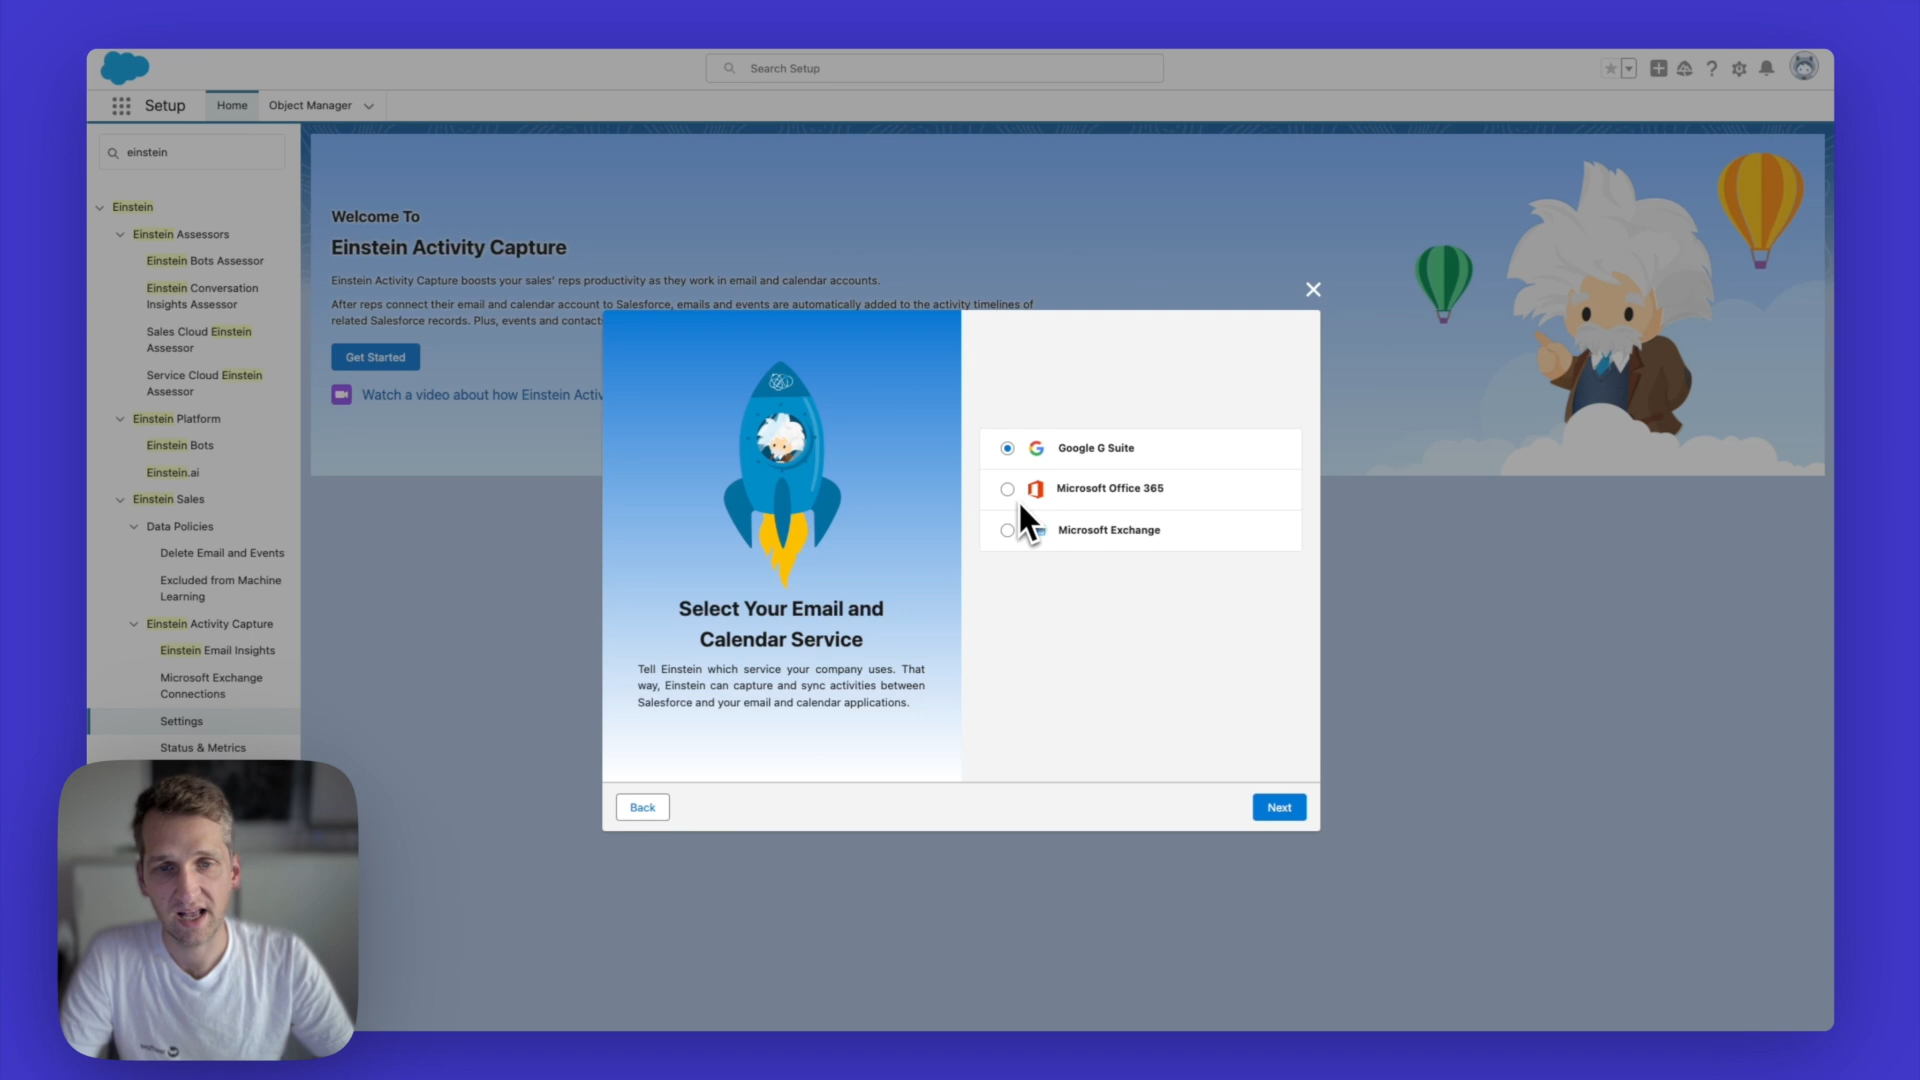 Search Setup
Setup
Home
Object Manager
einstein
Einstein
Einstein Assessors
Einstein Bots Assessor
Einstein Conversation
Insights Assessor
Sales Cloud Einstein
Assessor
Service Cloud Einstein
Assessor
Einstein Platform
Einstein Bots
Einstein.ai
Einstein Sales
Data Policies
Delete Email and Events
Excluded from Machine
Learning
Einstein Activity Capture
Einstein Email Insights
Microsoft Exchange
Connections
Settings
Status & Metrics
Welcome To
Einstein Activity Capture
Einstein Activity Capture boosts your sales' reps productivity as they work in email and calendar accounts.
After reps connect their email and calendar account to Salesforce, emails and events are automatically added to the activity timelines of
related Salesforce records. Plus, events and contacts
Get Started
Watch a video about how Einstein Activ
Select Your Email and
Calendar Service
Tell Einstein which service your company uses. That
way, Einstein can capture and sync activities between
Salesforce and your email and calendar applications.
Google G Suite
Microsoft Office 365
Microsoft Exchange
Back
Next